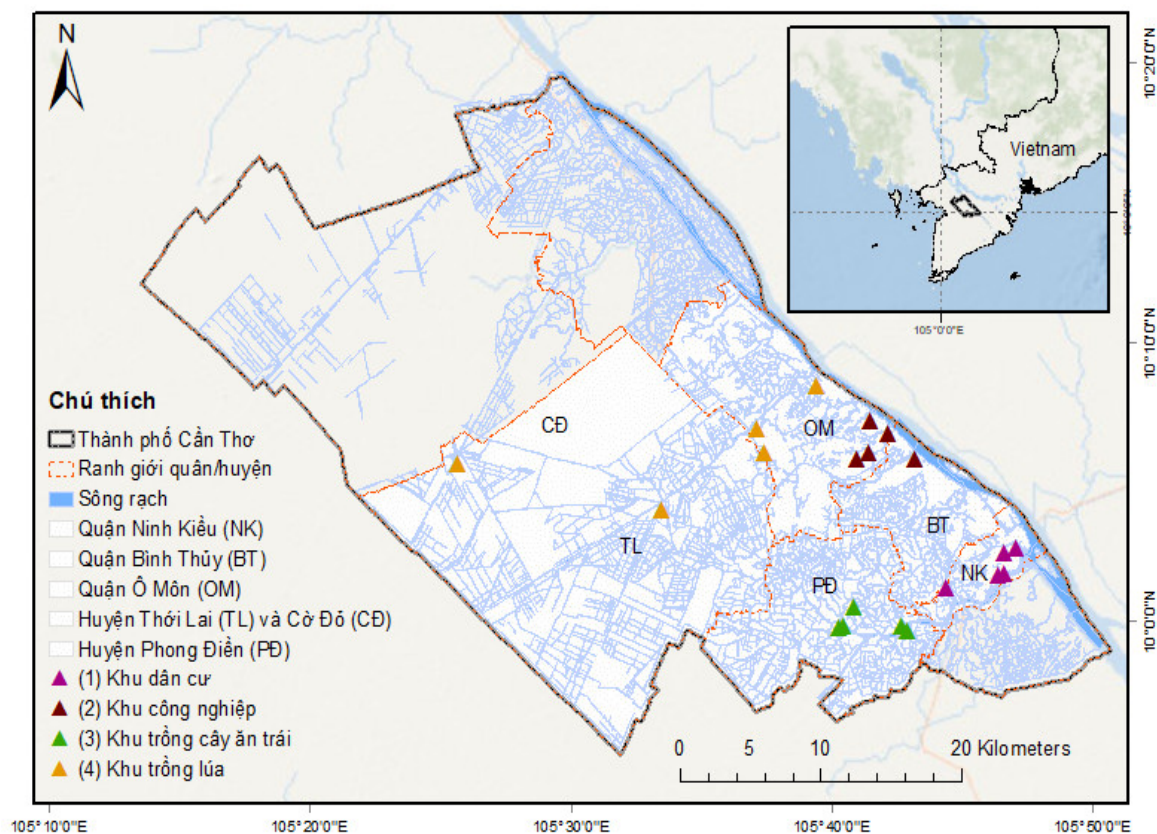 N
Vietnam
105°0'0"E
10°20'0"N
10°10'0"N
10°0'0"N
CĐ
OM
TL
BT
NK
PĐ
Chú thích
Thành phố Cần Thơ
Ranh giới quận/huyện
Sông rạch
Quận Ninh Kiều (NK)
Quận Bình Thủy (BT)
Quận Ô Môn (OM)
Huyện Thới Lai (TL) và Cờ Đỏ (CĐ)
Huyện Phong Điền (PĐ)
(1) Khu dân cư
(2) Khu công nghiệp
(3) Khu trồng cây ăn trái
(4) Khu trồng lúa
0 5 10 20 Kilometers
105°10'0"E 105°20'0"E 105°30'0"E 105°40'0"E 105°50'0"E